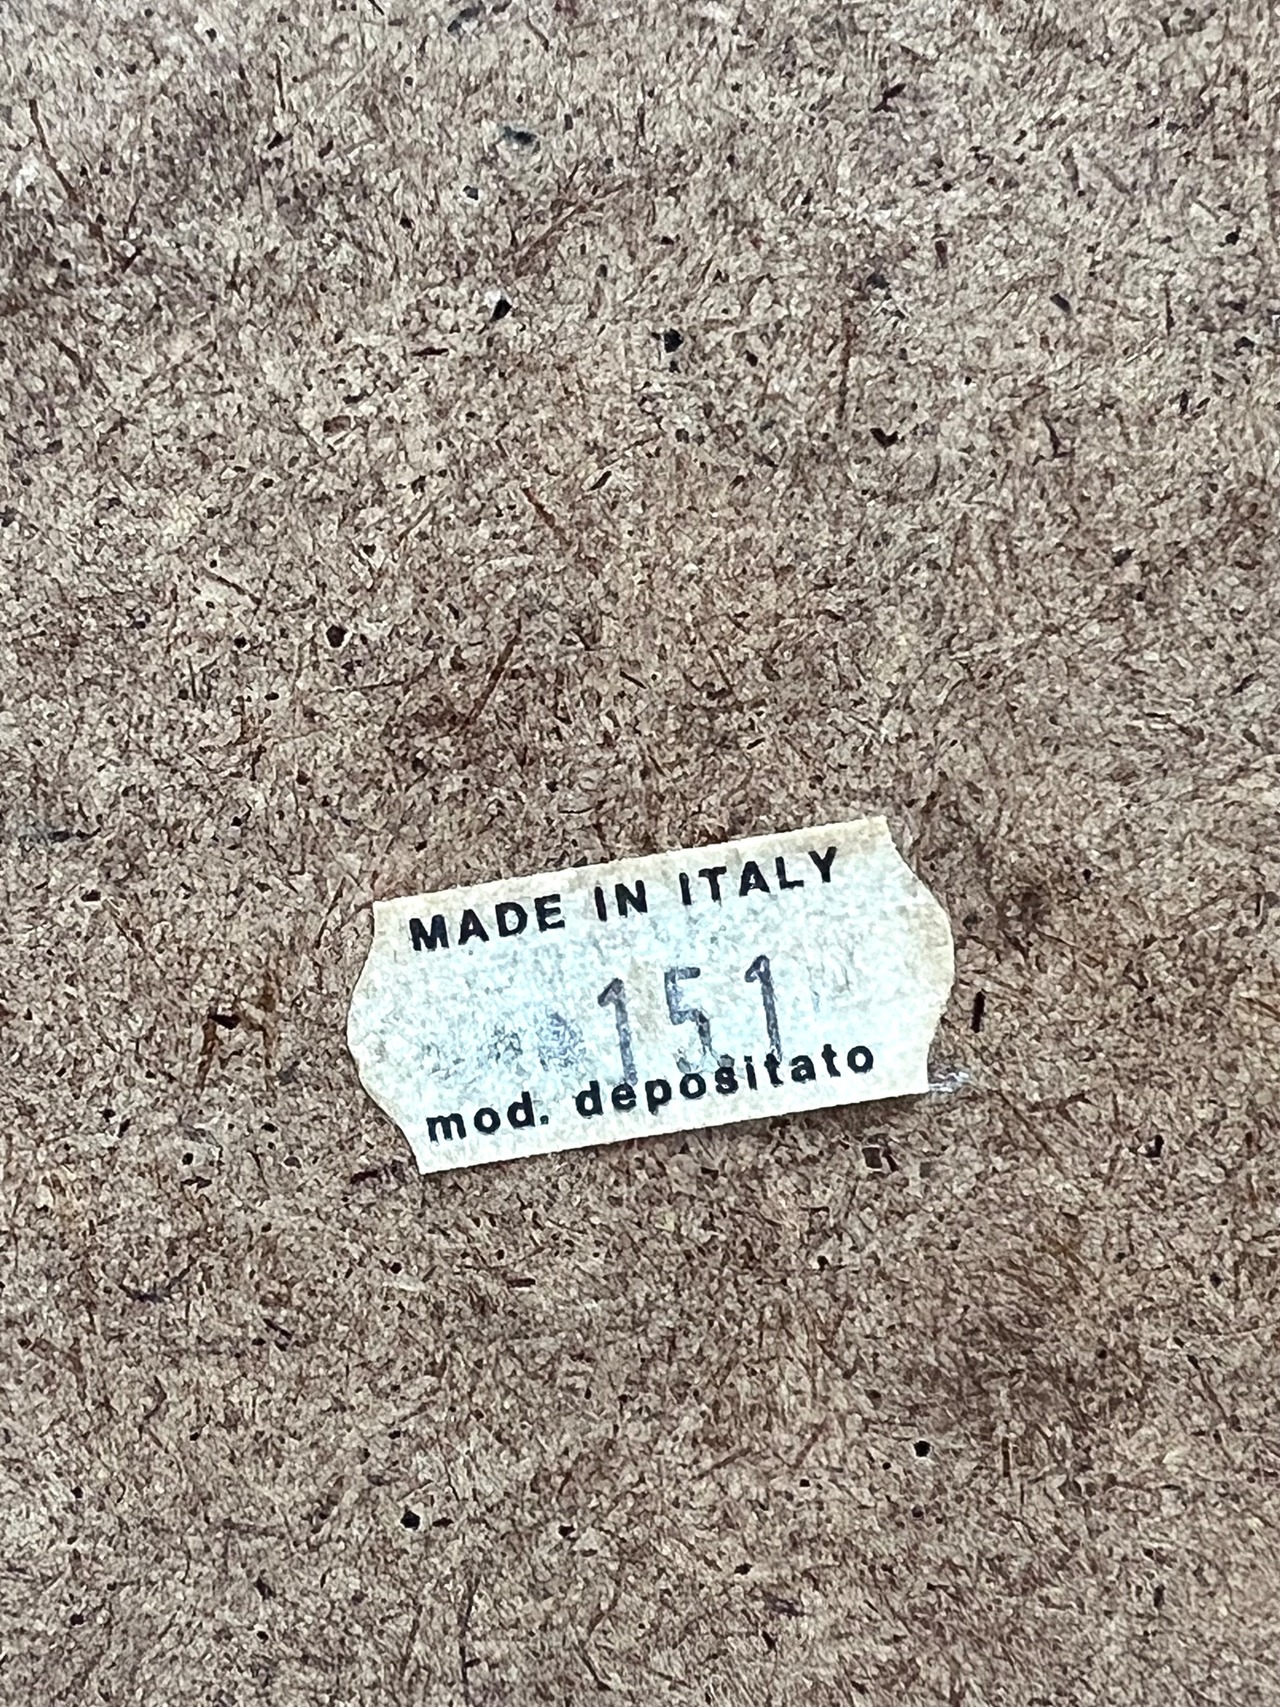 MADE IN ITALY
151
mod. depositato